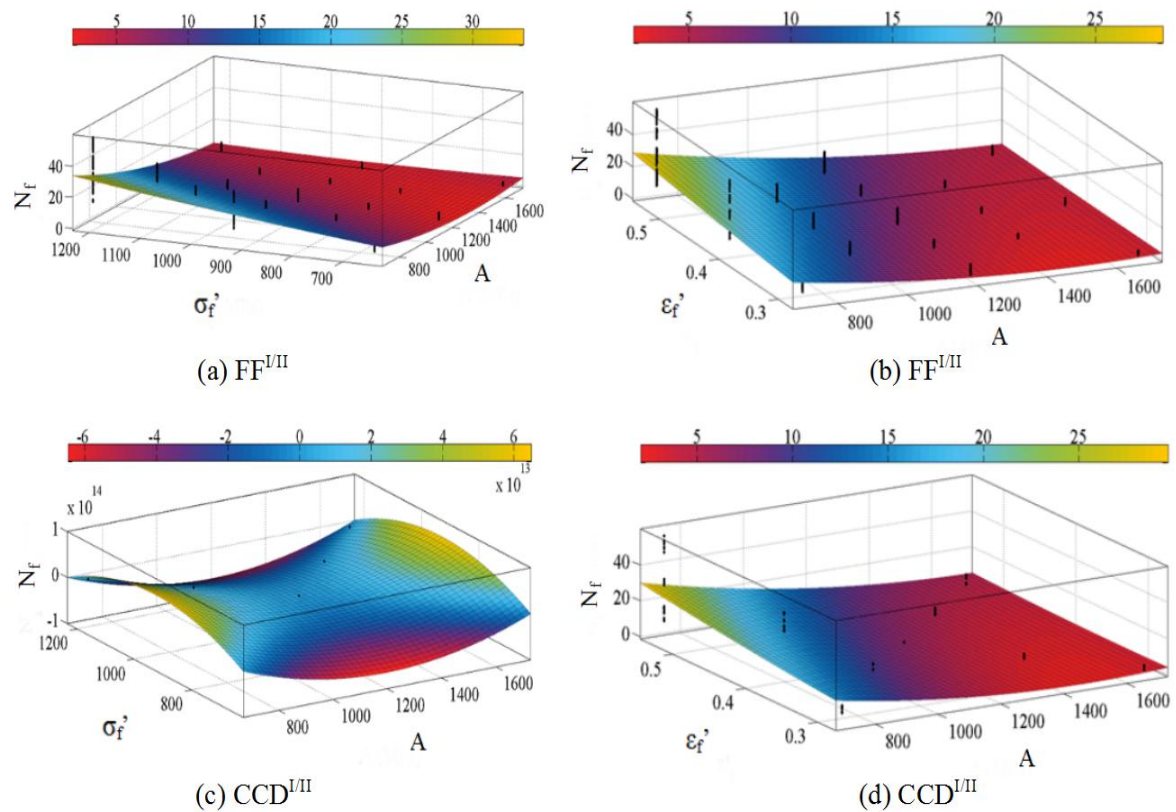 5 10 15 20 25 30
N_f
40
20
0
1200 1100 1000 900 800 700
σ_f’
800 1000 1200 1400 1600
A
(a) FF^I/II
5 10 15 20 25
N_f
40
20
0
0.5 0.4 0.3
ε_f’
800 1000 1200 1400 1600
A
(b) FF^I/II
-6 -4 -2 0 2 4 6
x 10^14
x 10^13
N_f
1
0
-1
1200 1000 800
σ_f’
800 1000 1200 1400 1600
A
(c) CCD^I/II
5 10 15 20 25
N_f
40
20
0
0.5 0.4 0.3
ε_f’
800 1000 1200 1400 1600
A
(d) CCD^I/II